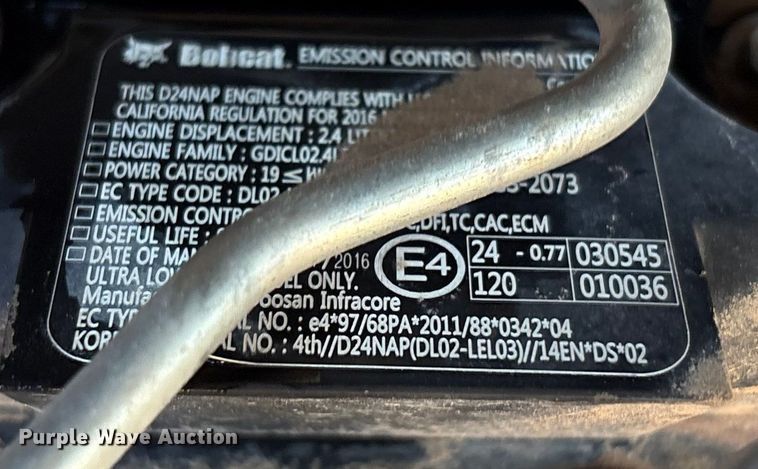 Bobcat. EMISSION CONTROL INFORMATIO
THIS D24NAP ENGINE COMPLIES WITH
CALIFORNIA REGULATION FOR 2016
ENGINE DISPLACEMENT : 2.4
ENGINE FAMILY : GDICL02.4
POWER CATEGORY : 19 ≤
EC TYPE CODE : DL02 -2073
EMISSION CONTR ,DFI,TC,CAC,ECM
USEFUL LIFE :
DATE OF MA 2016
ULTRA LO EL ONLY.
Manufa oosan Infracore
E4 24 - 0.77 030545
120 010036
EC TYP L NO. : e4*97/68PA*2011/88*0342*04
KOR L NO. : 4th//D24NAP(DL02-LEL03)//14EN*DS*02
Purple Wave Auction